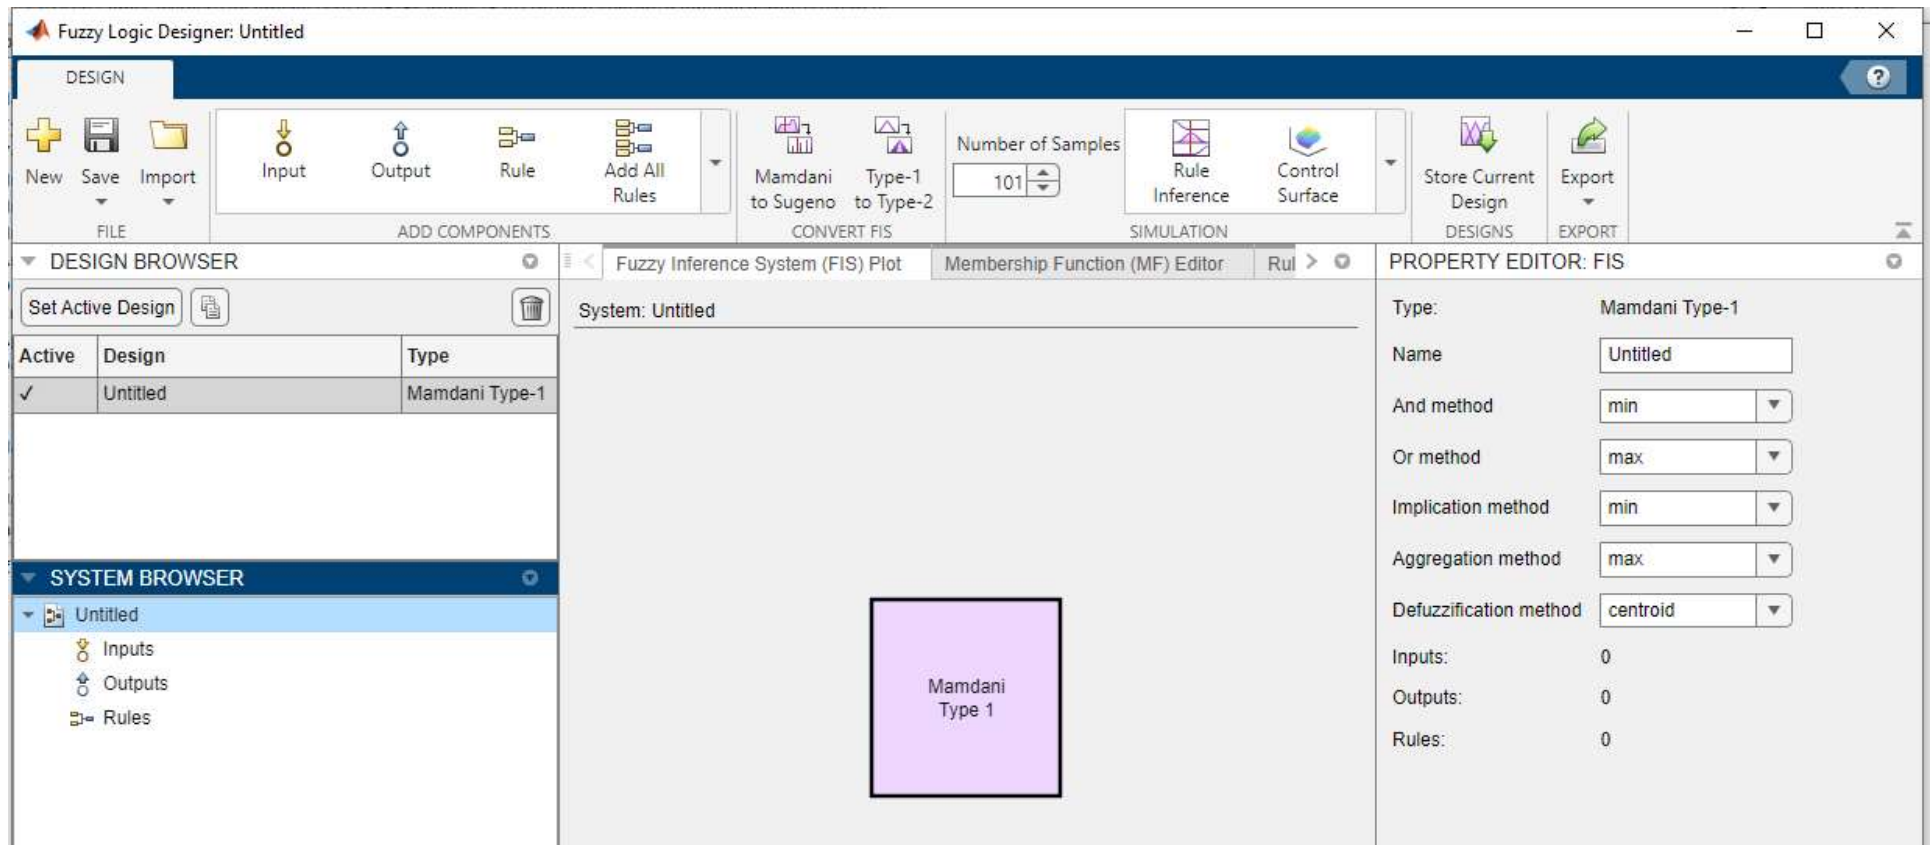 Fuzzy Logic Designer: Untitled
DESIGN
?
New
Save
Import
Input
Output
Rule
Add All
Rules
Mamdani
to Sugeno
Type-1
to Type-2
Number of Samples
101
Rule
Inference
Control
Surface
Store Current
Design
Export
FILE
ADD COMPONENTS
CONVERT FIS
SIMULATION
DESIGNS
EXPORT
DESIGN BROWSER
Set Active Design
Active Design Type
✓ Untitled Mamdani Type-1
SYSTEM BROWSER
Untitled
Inputs
Outputs
Rules
Fuzzy Inference System (FIS) Plot
Membership Function (MF) Editor
Rul
System: Untitled
Mamdani
Type 1
PROPERTY EDITOR: FIS
Type: Mamdani Type-1
Name Untitled
And method min
Or method max
Implication method min
Aggregation method max
Defuzzification method centroid
Inputs: 0
Outputs: 0
Rules: 0